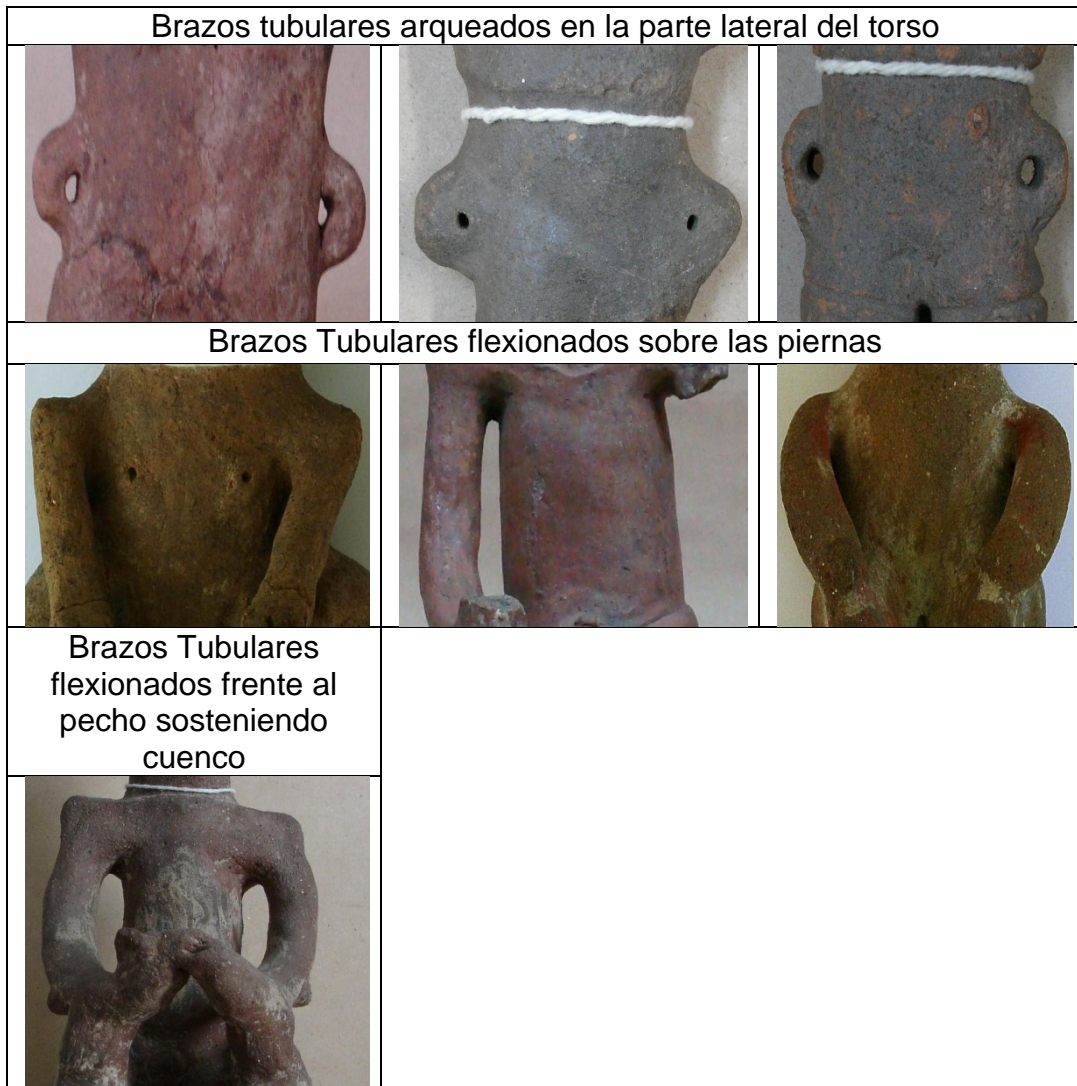 Brazos tubulares arqueados en la parte lateral del torso
Brazos Tubulares flexionados sobre las piernas
Brazos Tubulares
flexionados frente al
pecho sosteniendo
cuenco